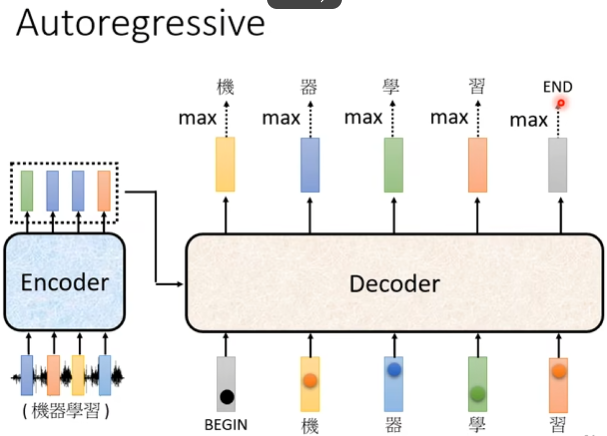 Autoregressive
機 器 學 習 END
max max max max max
Encoder
Decoder
(機器學習)
BEGIN 機 器 學 習